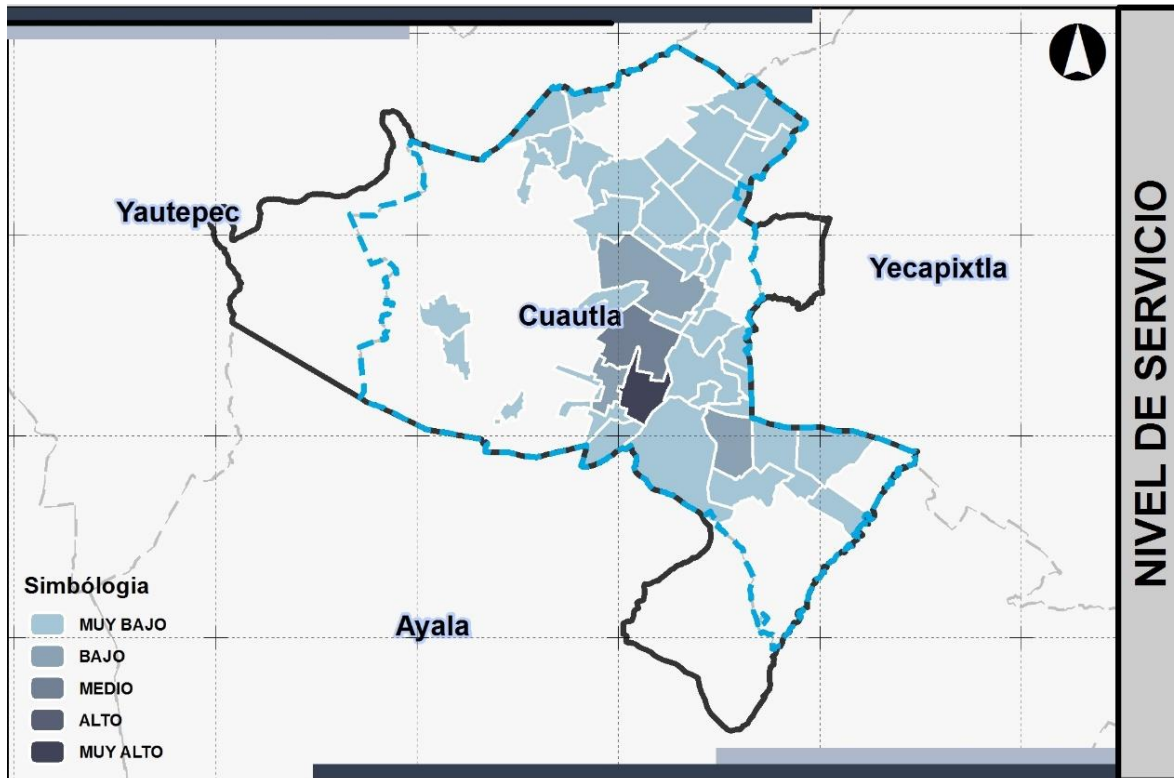 Yautepec
Yecapixtla
Cuautla
Ayala
Simbólogia
MUY BAJO
BAJO
MEDIO
ALTO
MUY ALTO
NIVEL DE SERVICIO